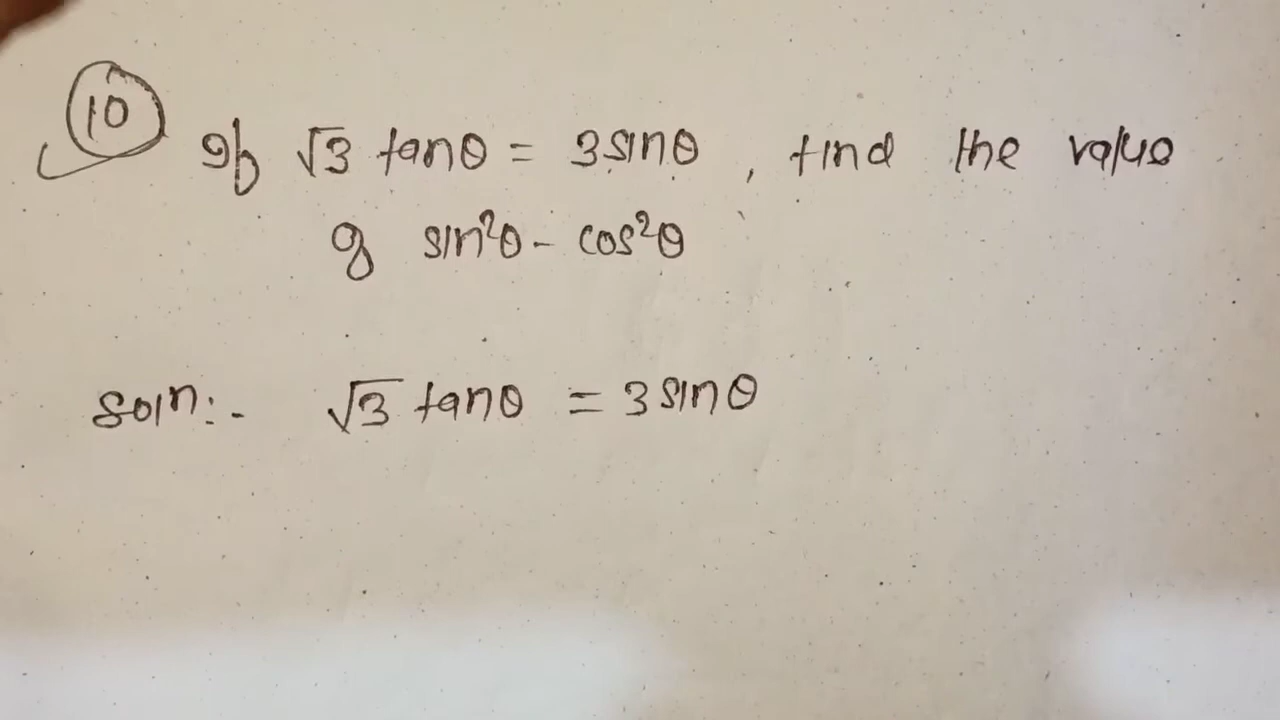 10
If √3 tanθ = 3sinθ, find the value
of sin²θ - cos²θ
Soln:- √3 tanθ = 3sinθ